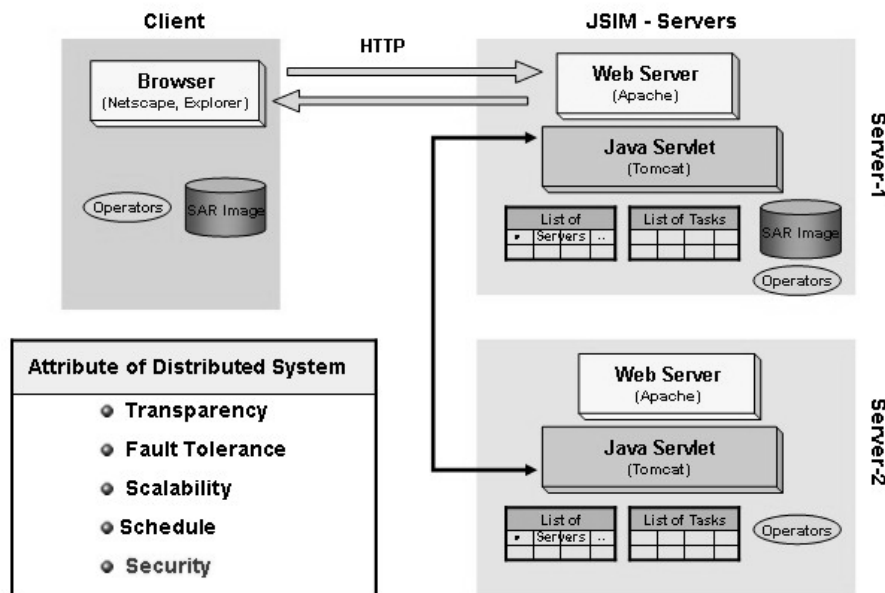 Client
JSIM - Servers
HTTP
Browser
(Netscape, Explorer)
Operators
SAR Image
Web Server
(Apache)
Java Servlet
(Tomcat)
List of
Servers ..
List of Tasks
SAR Image
Operators
Server-1
Attribute of Distributed System
Transparency
Fault Tolerance
Scalability
Schedule
Security
Web Server
(Apache)
Java Servlet
(Tomcat)
List of
Servers ..
List of Tasks
Operators
Server-2